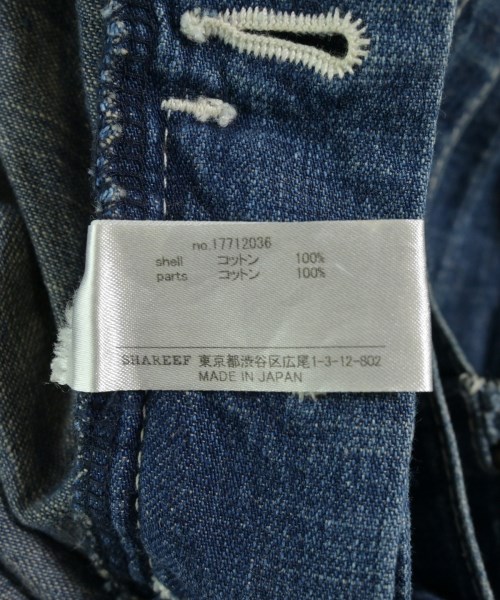 no.17712036
shell コットン 100%
parts コットン 100%
SHAREEF 東京都渋谷区広尾1-3-12-802
MADE IN JAPAN